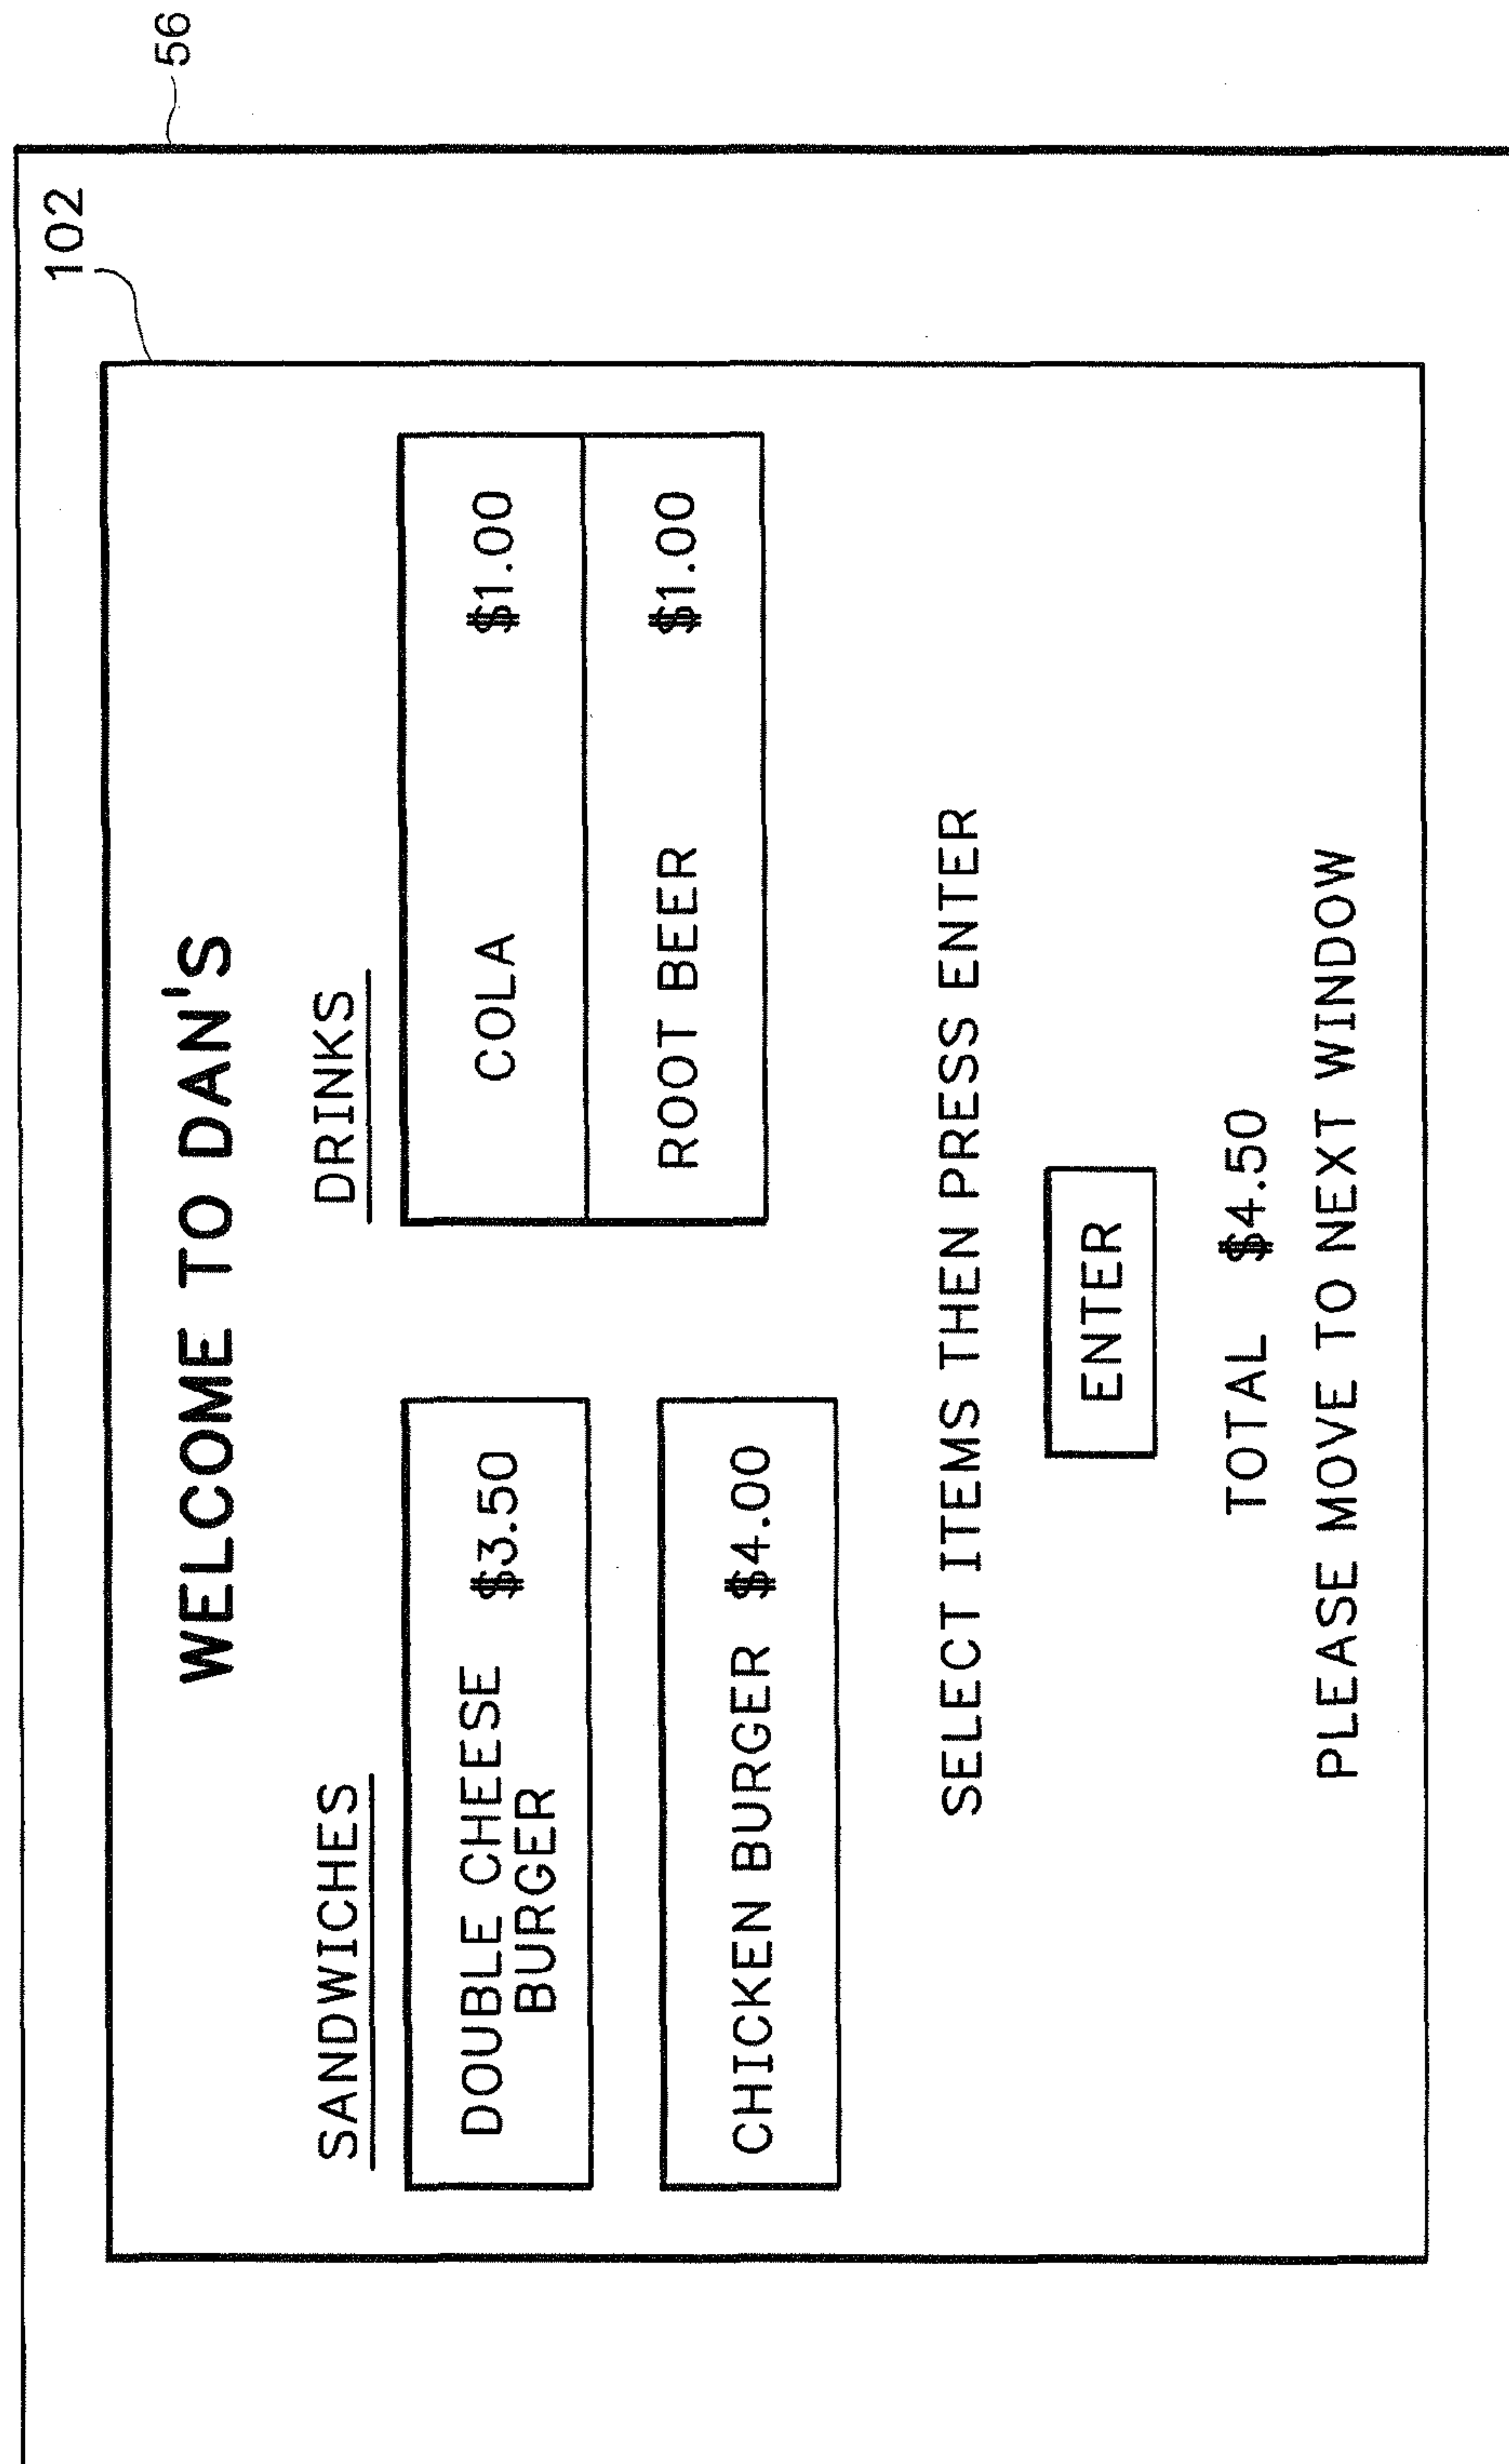 56
102
WELCOME TO DAN'S
SANDWICHES
DOUBLE CHEESE $3.50
BURGER
CHICKEN BURGER $4.00
DRINKS
COLA $1.00
ROOT BEER $1.00
SELECT ITEMS THEN PRESS ENTER
ENTER
TOTAL $4.50
PLEASE MOVE TO NEXT WINDOW